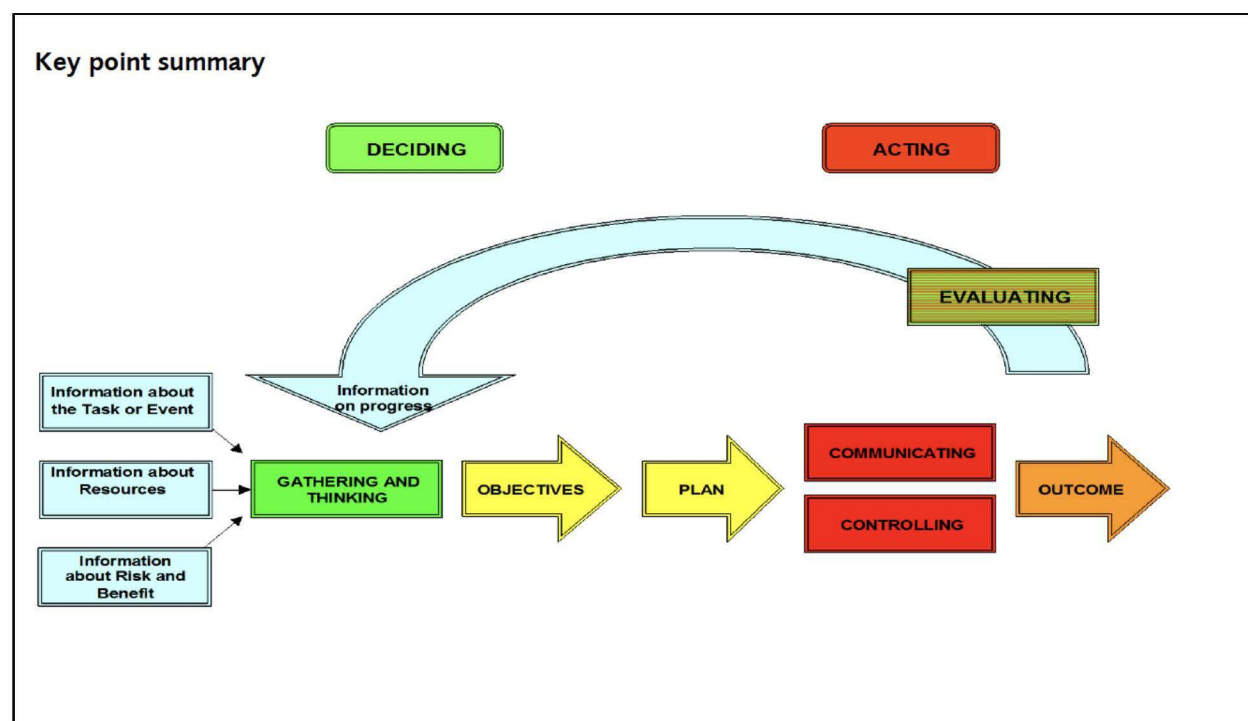 Key point summary
DECIDING
ACTING
EVALUATING
Information
on progress
Information about
the Task or Event
Information about
Resources
Information
about Risk and
Benefit
GATHERING AND
THINKING
OBJECTIVES
PLAN
COMMUNICATING
CONTROLLING
OUTCOME